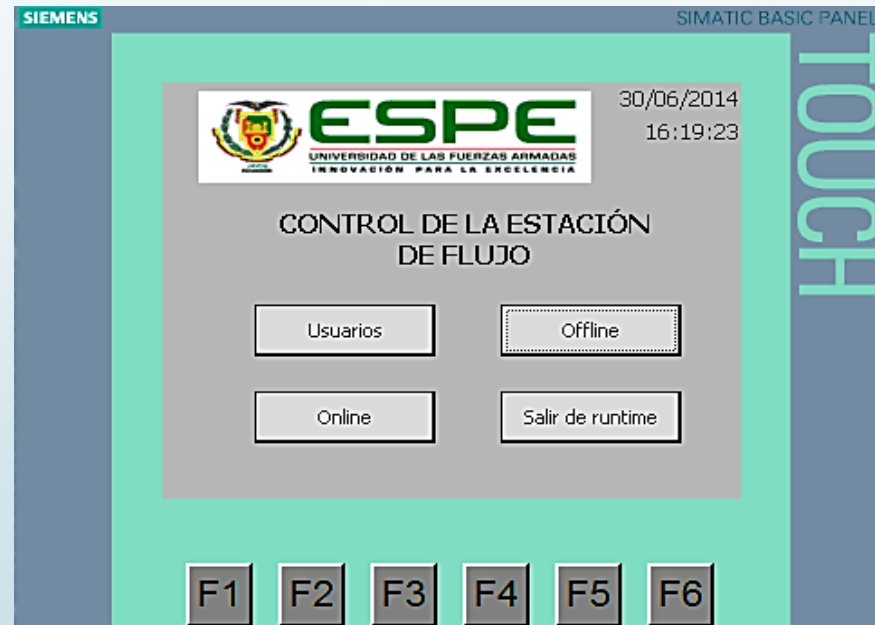 SIEMENS
SIMATIC BASIC PANEL
TOUCH
ESPE
UNIVERSIDAD DE LAS FUERZAS ARMADAS
INNOVACIÓN PARA LA EXCELENCIA
30/06/2014
16:19:23
CONTROL DE LA ESTACIÓN
DE FLUJO
Usuarios
Offline
Online
Salir de runtime
F1 F2 F3 F4 F5 F6